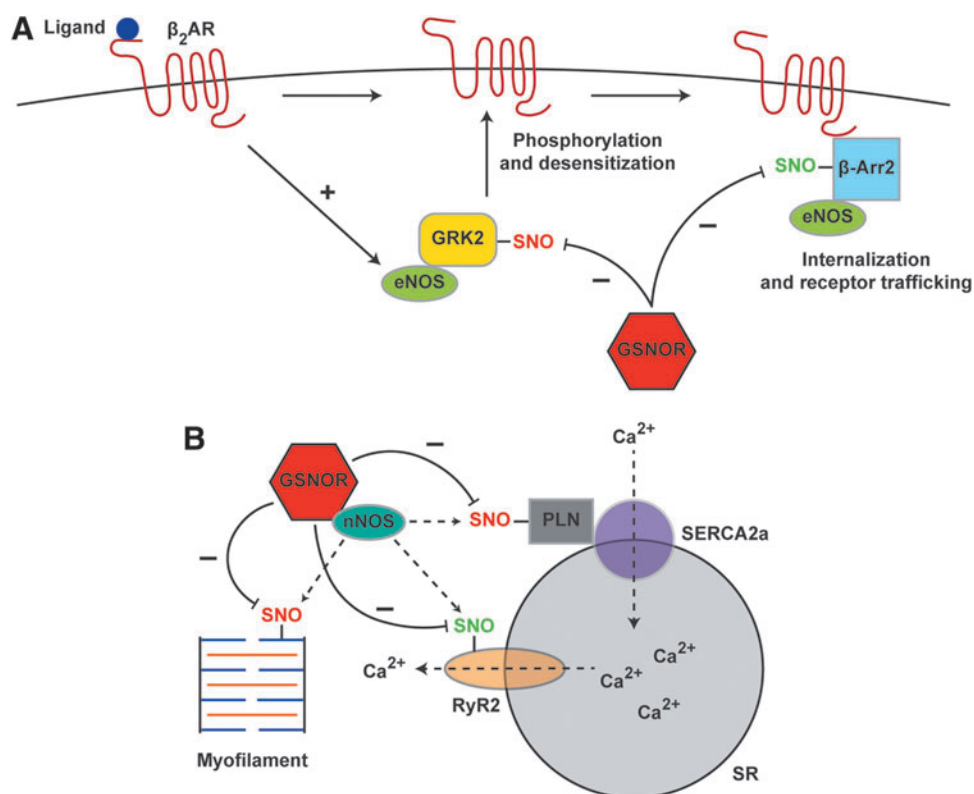 A
Ligand
β₂AR
Phosphorylation
and desensitization
+
GRK2
SNO
eNOS
−
GSNOR
−
SNO
β-Arr2
eNOS
Internalization
and receptor trafficking
B
GSNOR
nNOS
−
SNO
PLN
Ca²⁺
SERCA2a
−
SNO
−
SNO
Ca²⁺
RyR2
Ca²⁺
Ca²⁺
Ca²⁺
Myofilament
SR